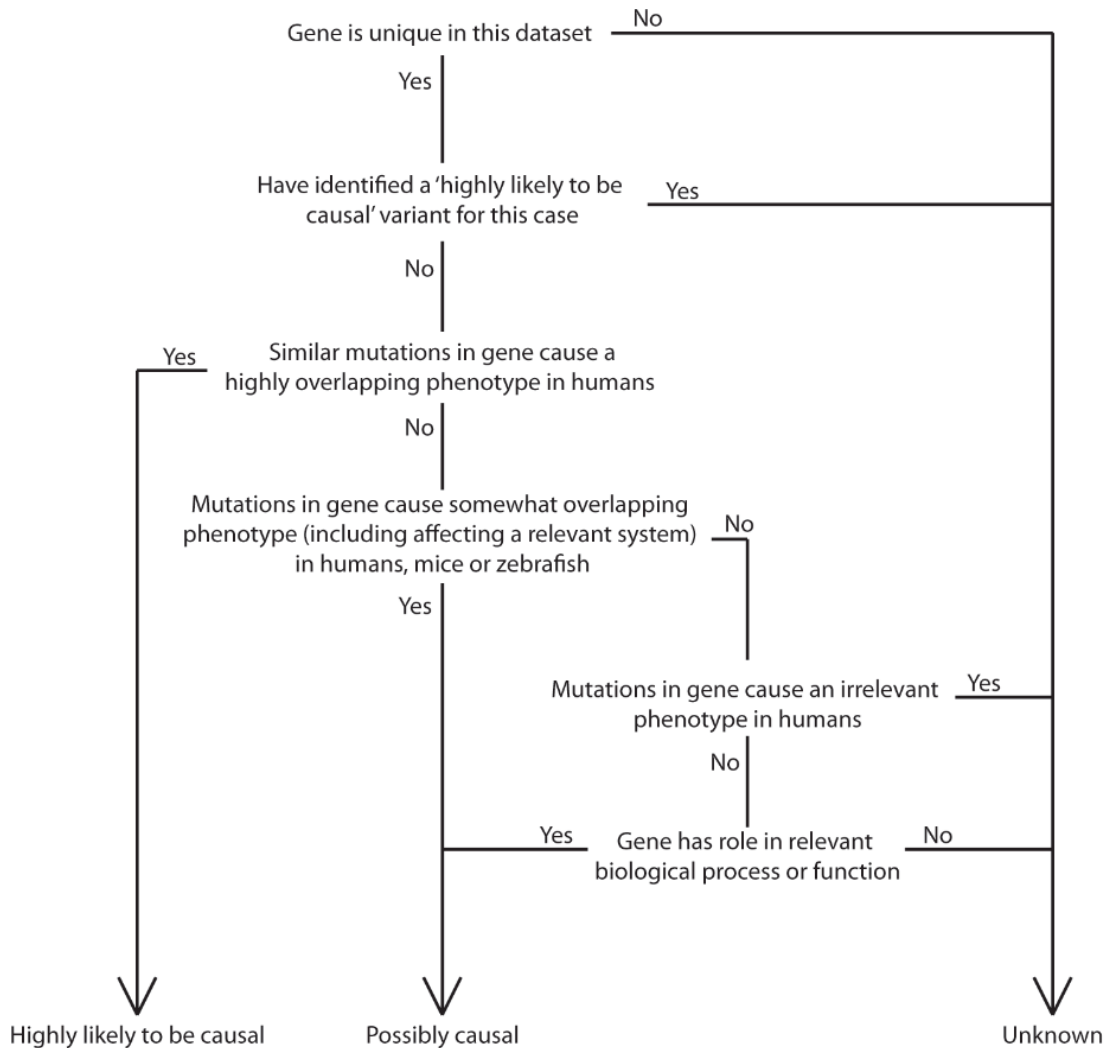 No
Gene is unique in this dataset
Yes
Have identified a ‘highly likely to be
causal’ variant for this case
Yes
No
Yes
Similar mutations in gene cause a
highly overlapping phenotype in humans
No
Mutations in gene cause somewhat overlapping
phenotype (including affecting a relevant system)
in humans, mice or zebrafish
No
Yes
Mutations in gene cause an irrelevant
phenotype in humans
Yes
No
Yes
Gene has role in relevant
biological process or function
No
Highly likely to be causal
Possibly causal
Unknown